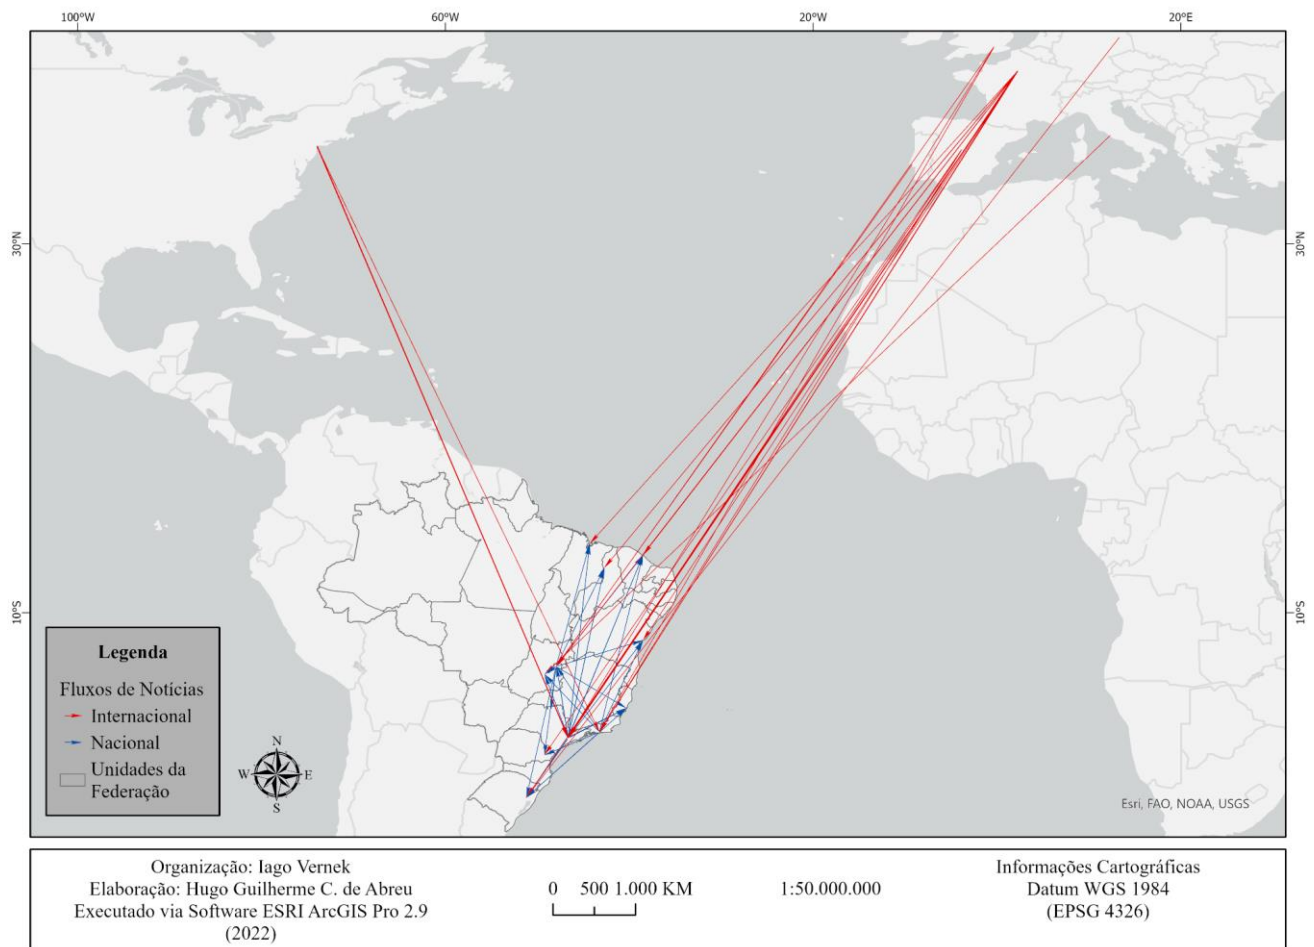 100°W 60°W 20°W 20°E
30°N 30°N
10°S 10°S
Legenda
Fluxos de Notícias
Internacional
Nacional
Unidades da
Federação
N
W E
S
Esri, FAO, NOAA, USGS
Organização: Iago Vernek
Elaboração: Hugo Guilherme C. de Abreu
Executado via Software ESRI ArcGIS Pro 2.9
(2022)
0 500 1.000 KM
1:50.000.000
Informações Cartográficas
Datum WGS 1984
(EPSG 4326)